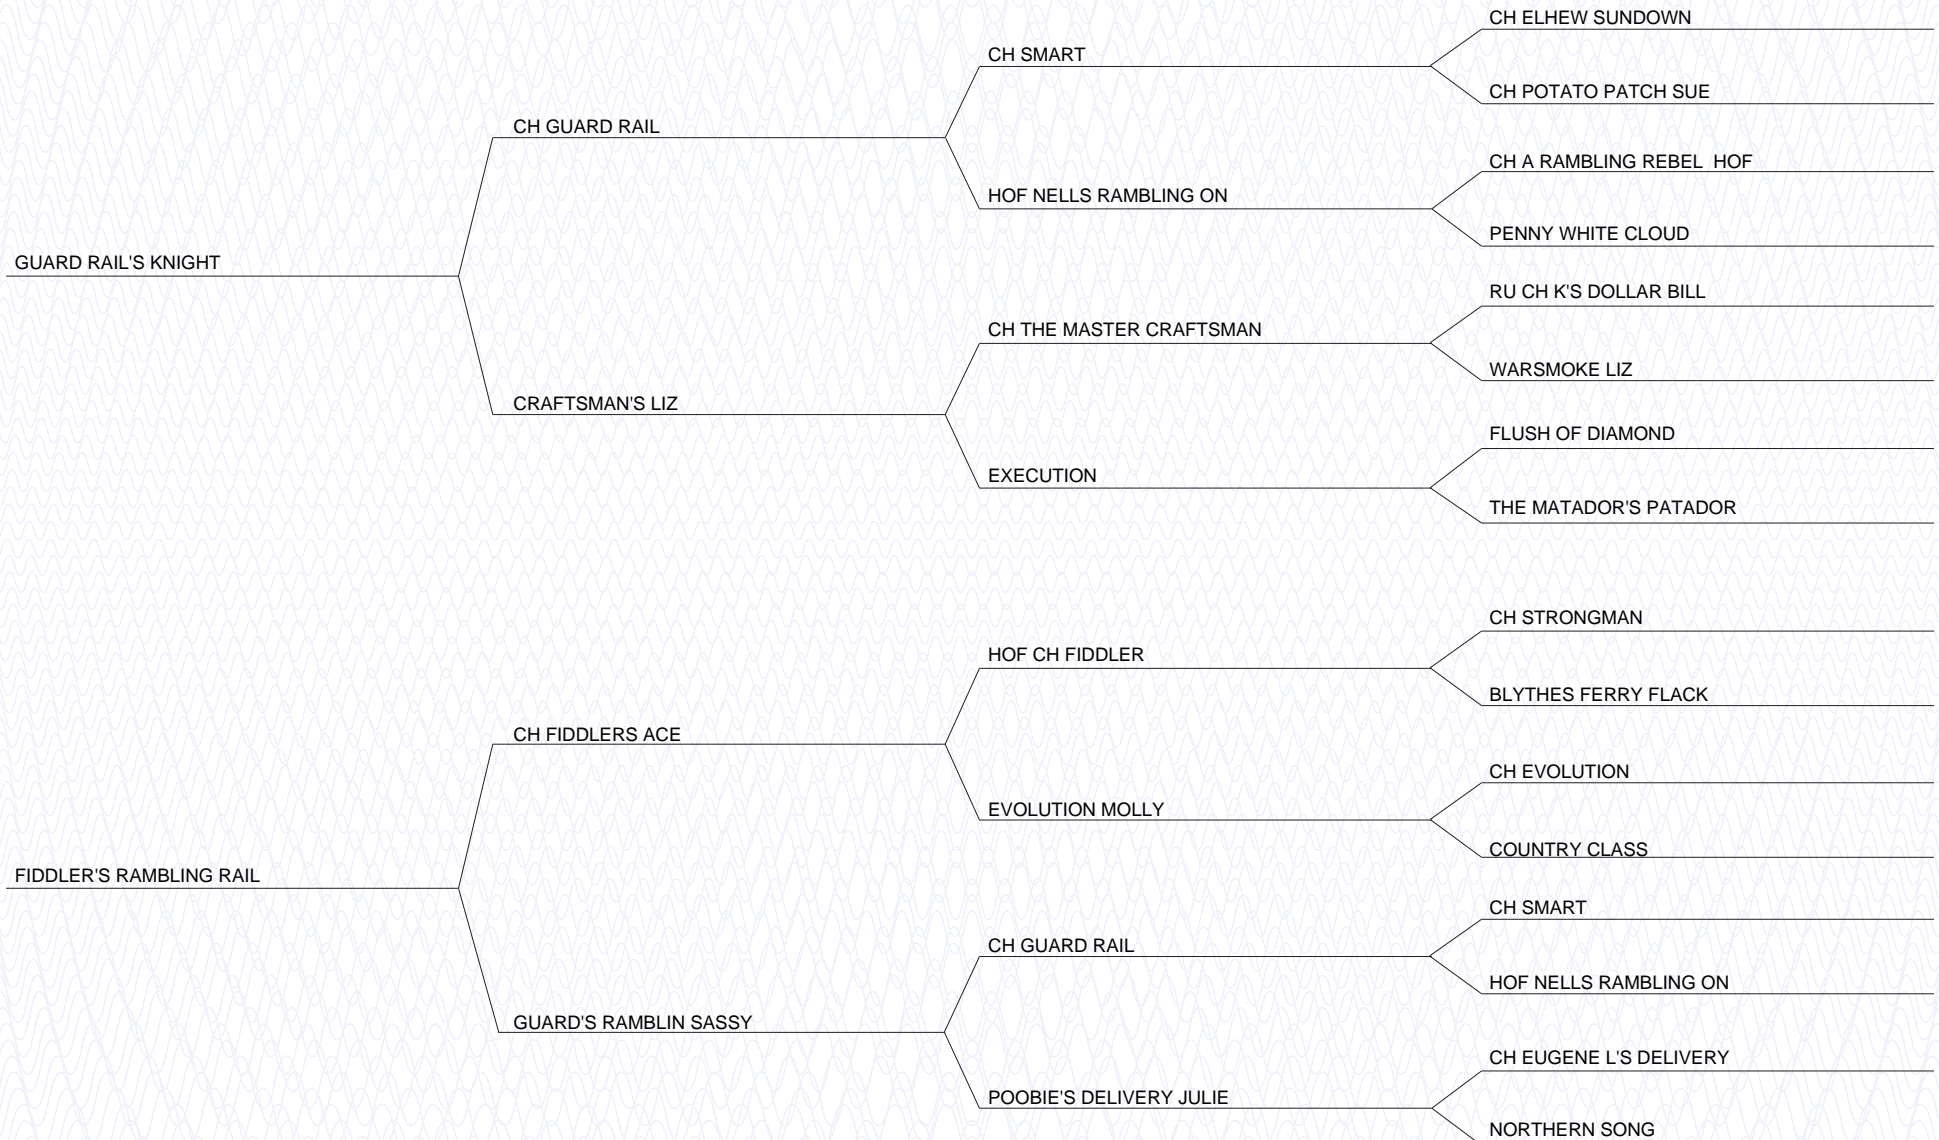 CH ELHEW SUNDOWN
CH SMART
CH POTATO PATCH SUE
CH GUARD RAIL
CH A RAMBLING REBEL  HOF
HOF NELLS RAMBLING ON
PENNY WHITE CLOUD
GUARD RAIL'S KNIGHT
RU CH K'S DOLLAR BILL
CH THE MASTER CRAFTSMAN
WARSMOKE LIZ
CRAFTSMAN'S LIZ
FLUSH OF DIAMOND
EXECUTION
THE MATADOR'S PATADOR
CH STRONGMAN
HOF CH FIDDLER
BLYTHES FERRY FLACK
CH FIDDLERS ACE
CH EVOLUTION
EVOLUTION MOLLY
COUNTRY CLASS
FIDDLER'S RAMBLING RAIL
CH SMART
CH GUARD RAIL
HOF NELLS RAMBLING ON
GUARD'S RAMBLIN SASSY
CH EUGENE L'S DELIVERY
POOBIE'S DELIVERY JULIE
NORTHERN SONG